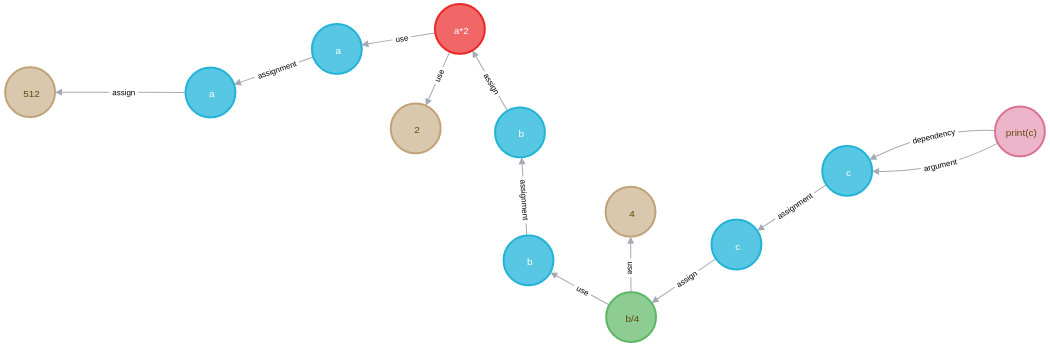 512
assign
a
assignment
a
use
a*2
use
2
assign
b
assignment
b
use
b/4
use
4
assign
c
assignment
c
dependency
argument
print(c)